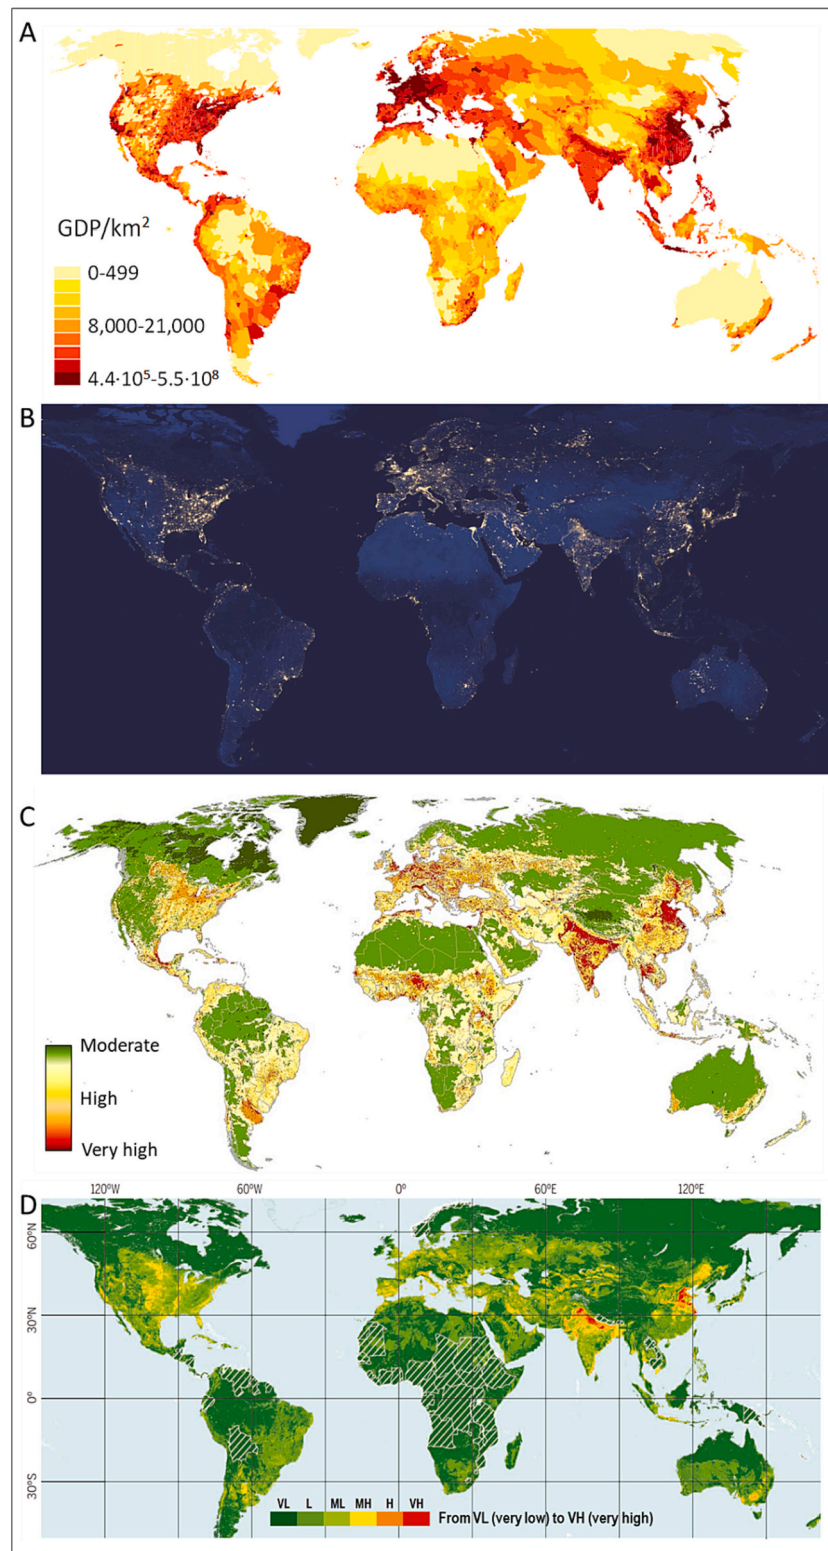 A
GDP/km²
0-499
8,000-21,000
4.4·10⁵-5.5·10⁸
B
C
Moderate
High
Very high
120°W 60°W 0° 60°E 120°E
D
60°N
30°N
0°
30°S
VL L ML MH H VH
From VL (very low) to VH (very high)